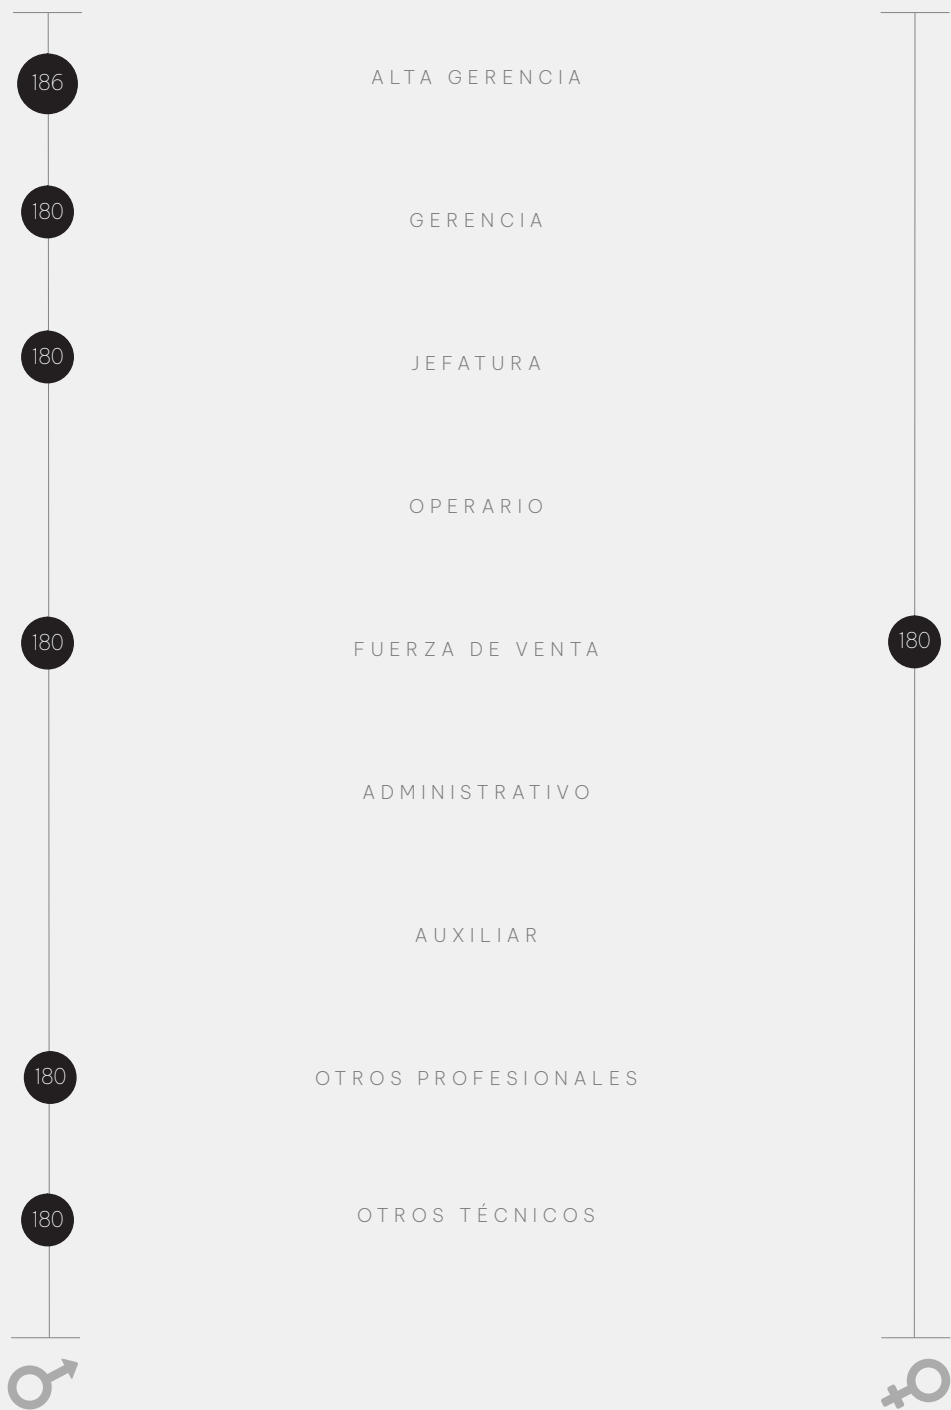 186 ALTA GERENCIA
180 GERENCIA
180 JEFATURA
OPERARIO
180 FUERZA DE VENTA 180
ADMINISTRATIVO
AUXILIAR
180 OTROS PROFESIONALES
180 OTROS TÉCNICOS